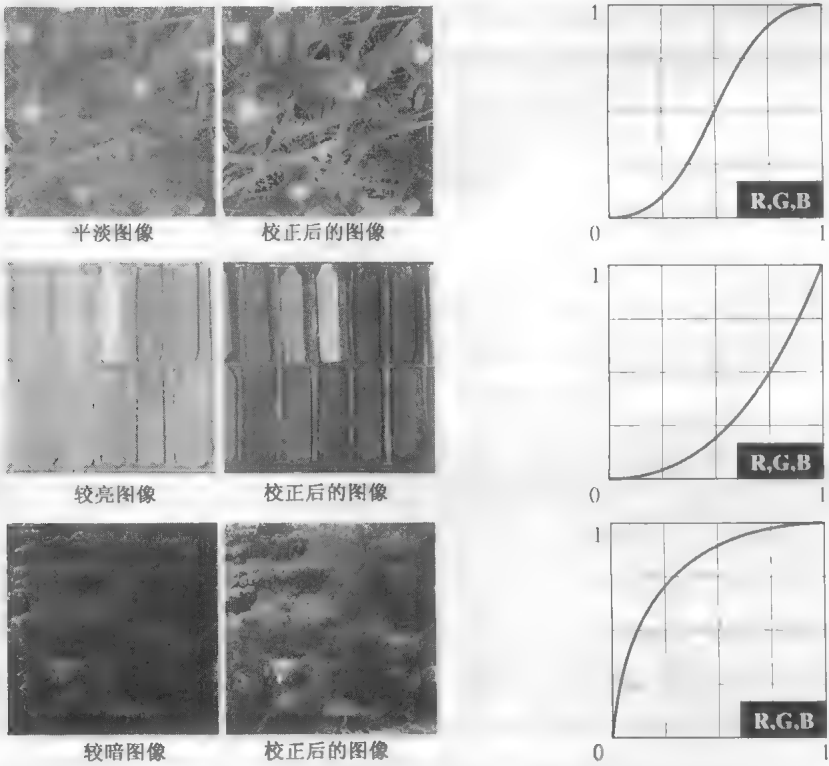 1
R,G,B
平淡图像 校正后的图像
0 1
1
R,G,B
较亮图像 校正后的图像
0 1
1
R,G,B
较暗图像 校正后的图像
0 1